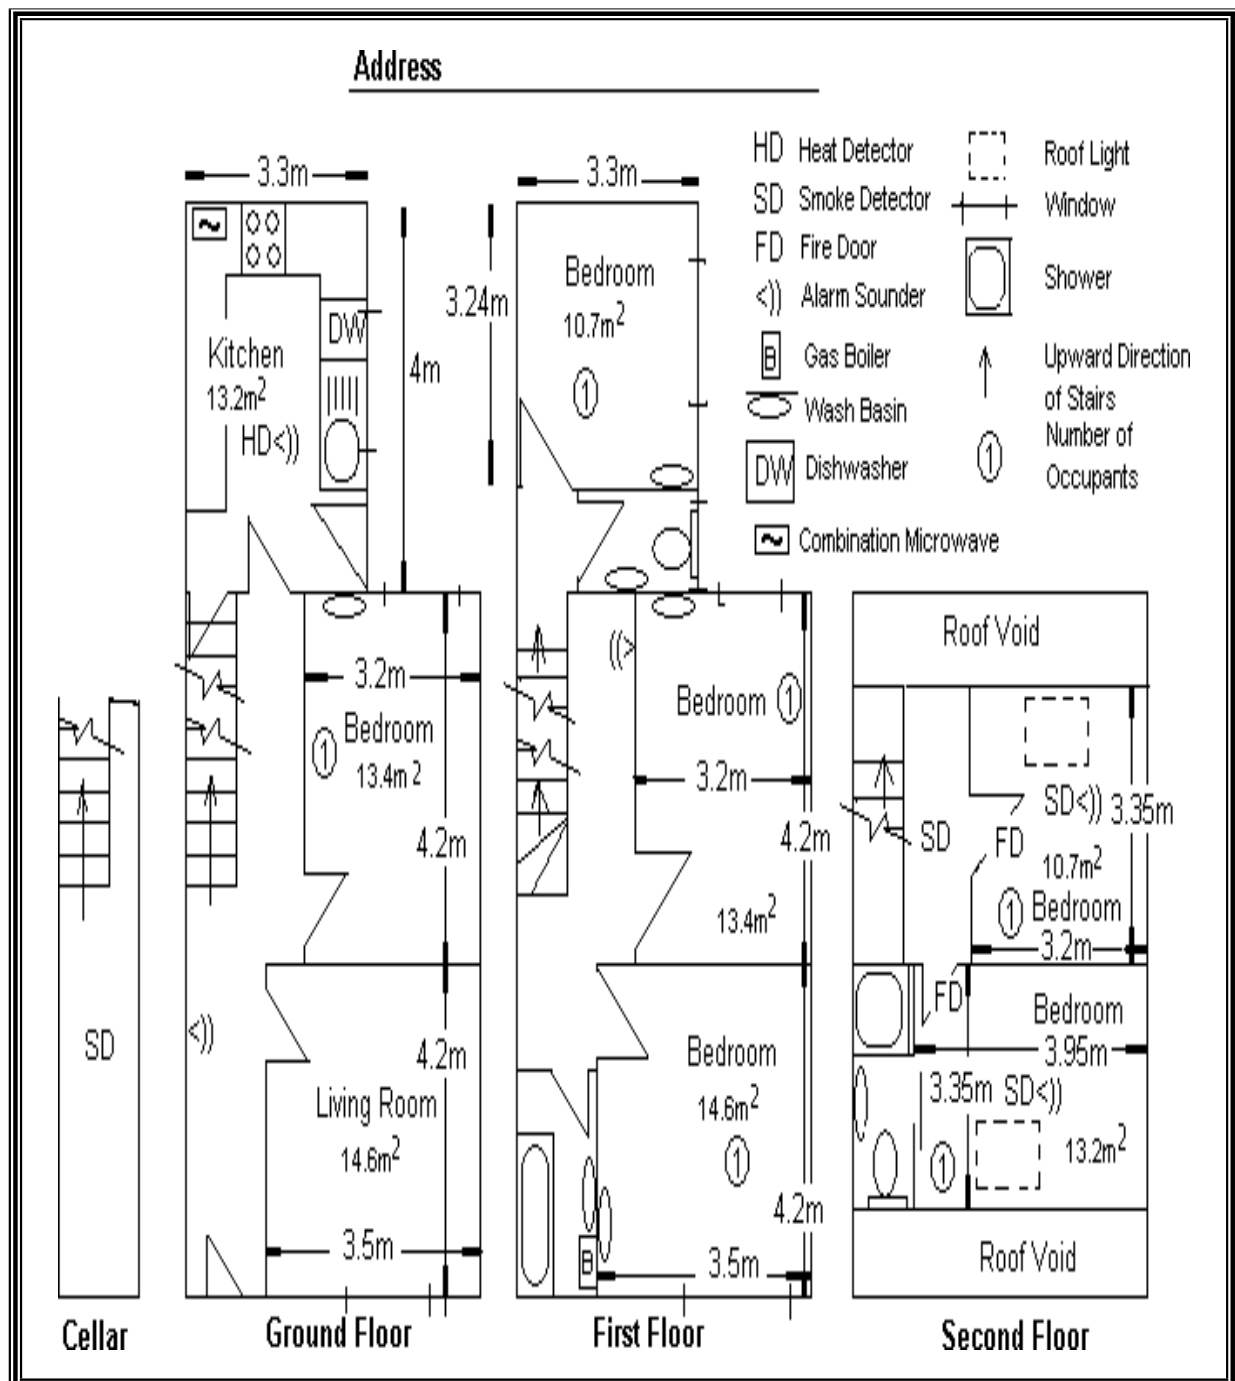 Address
HD Heat Detector
SD Smoke Detector
FD Fire Door
Alarm Sounder
B Gas Boiler
Wash Basin
DW Dishwasher
Combination Microwave
Roof Light
Window
Shower
Upward Direction
of Stairs
1 Number of
Occupants
SD
Cellar
3.3m
DW
Kitchen
13.2m²
HD
4m
3.2m
1 Bedroom
13.4m²
4.2m
4.2m
Living Room
14.6m²
3.5m
Ground Floor
3.3m
3.24m
Bedroom
10.7m²
1
Bedroom 1
3.2m
4.2m
13.4m²
Bedroom
14.6m²
1
4.2m
B
3.5m
First Floor
Roof Void
SD
SD
3.35m
FD
10.7m²
1 Bedroom
3.2m
FD
Bedroom
3.95m
3.35m
SD
1
13.2m²
Roof Void
Second Floor